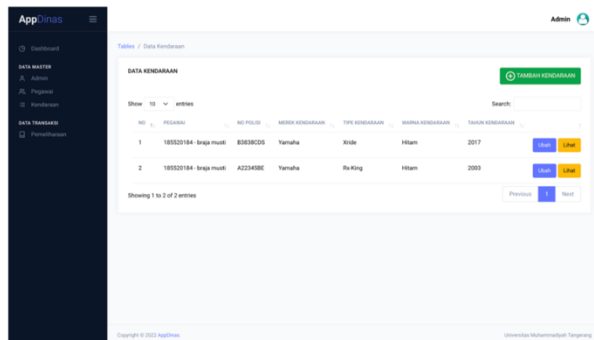 AppDinas
Admin
Dashboard
DATA MASTER
Admin
Pegawai
Kendaraan
DATA TRANSAKSI
Pemeliharaan
Tables / Data Kendaraan
DATA KENDARAAN
TAMBAH KENDARAAN
Show 10 entries
Search:
NO PEGAWAI NO POLISI MEREK KENDARAAN TIPE KENDARAAN WARNA KENDARAAN TAHUN KENDARAAN
1 185520184 - braja musti B3838CDS Yamaha Xride Hitam 2017 Ubah Lihat
2 185520184 - braja musti A22345BE Yamaha Rx-King Hitam 2003 Ubah Lihat
Showing 1 to 2 of 2 entries
Previous 1 Next
Copyright © 2022 AppDinas
Universitas Muhammadiyah Tangerang